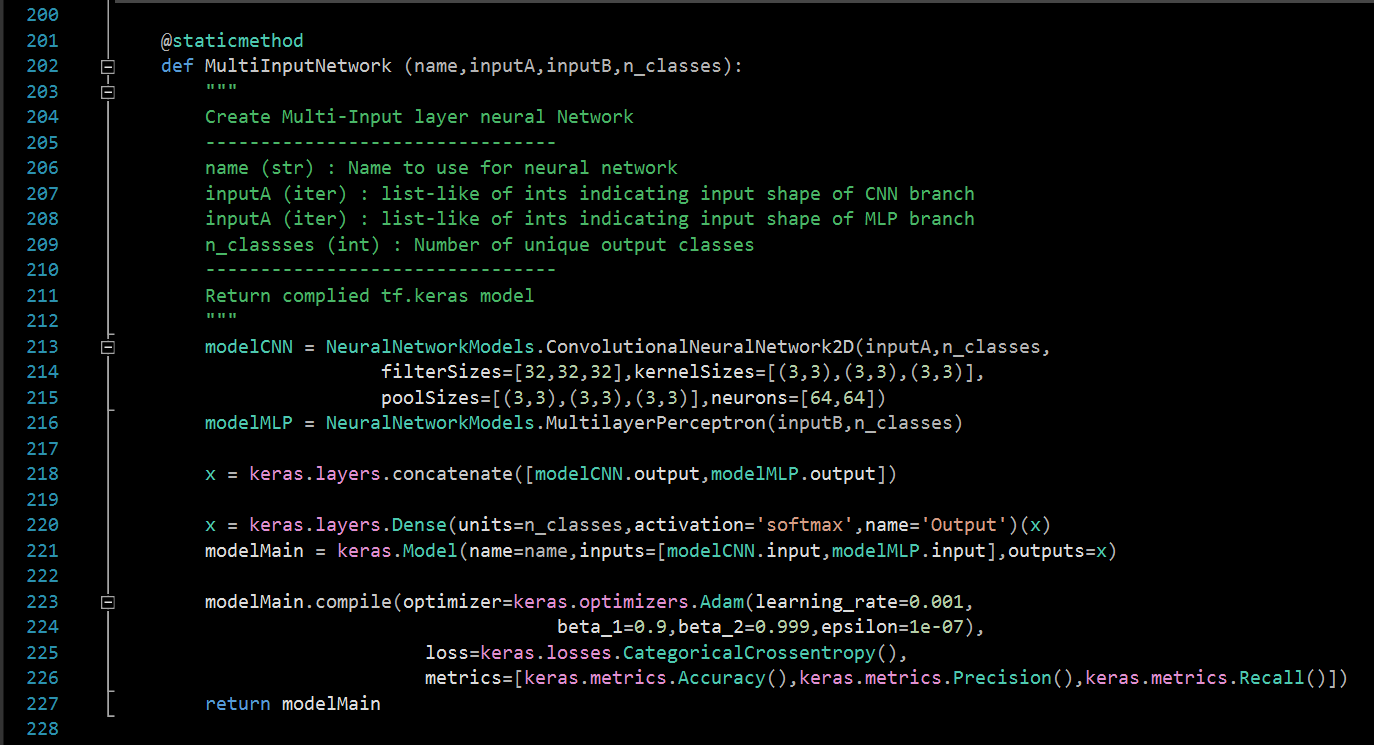 200
201 @staticmethod
202 def MultiInputNetwork (name,inputA,inputB,n_classes):
203 """
204 Create Multi-Input layer neural Network
205 --------------------------------
206 name (str) : Name to use for neural network
207 inputA (iter) : list-like of ints indicating input shape of CNN branch
208 inputA (iter) : list-like of ints indicating input shape of MLP branch
209 n_classses (int) : Number of unique output classes
210 --------------------------------
211 Return complied tf.keras model
212 """
213 modelCNN = NeuralNetworkModels.ConvolutionalNeuralNetwork2D(inputA,n_classes,
214 filterSizes=[32,32,32],kernelSizes=[(3,3),(3,3),(3,3)],
215 poolSizes=[(3,3),(3,3),(3,3)],neurons=[64,64])
216 modelMLP = NeuralNetworkModels.MultilayerPerceptron(inputB,n_classes)
217
218 x = keras.layers.concatenate([modelCNN.output,modelMLP.output])
219
220 x = keras.layers.Dense(units=n_classes,activation='softmax',name='Output')(x)
221 modelMain = keras.Model(name=name,inputs=[modelCNN.input,modelMLP.input],outputs=x)
222
223 modelMain.compile(optimizer=keras.optimizers.Adam(learning_rate=0.001,
224 beta_1=0.9,beta_2=0.999,epsilon=1e-07),
225 loss=keras.losses.CategoricalCrossentropy(),
226 metrics=[keras.metrics.Accuracy(),keras.metrics.Precision(),keras.metrics.Recall()])
227 return modelMain
228